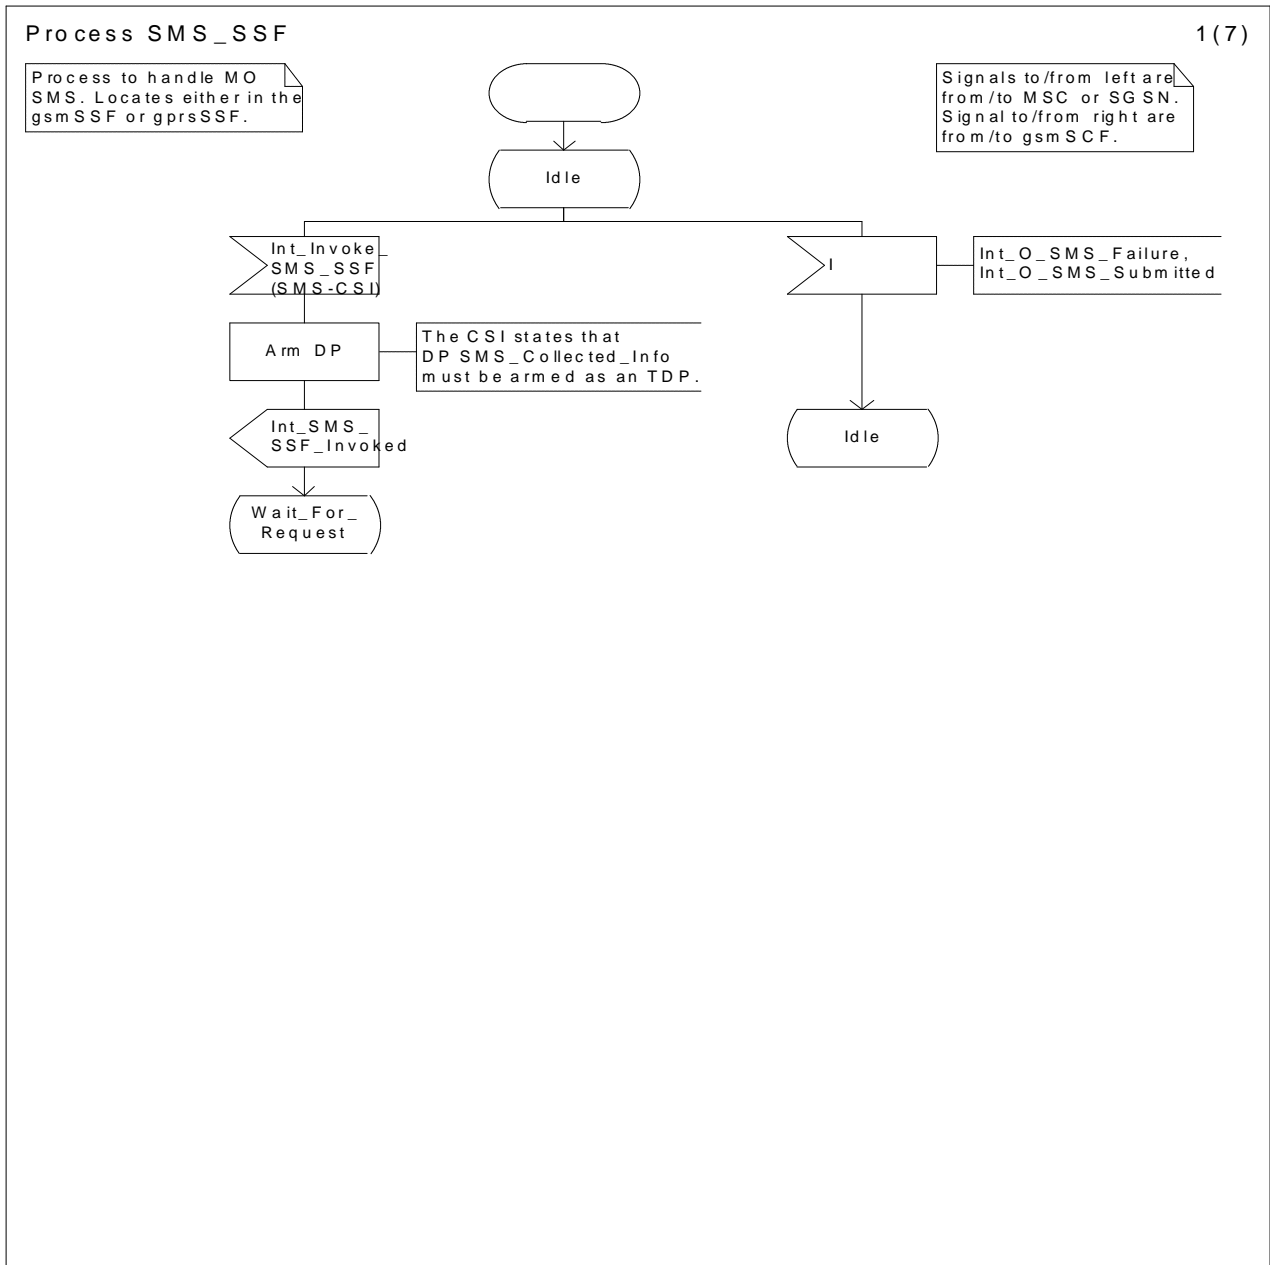 Process SMS_SSF
1(7)
Process to handle MO
SMS. Locates either in the
gsmSSF or gprsSSF.
Signals to/from left are
from/to MSC or SGSN.
Signal to/from right are
from/to gsmSCF.
Idle
Int_Invoke_
SMS_SSF
(SMS-CSI)
I
Int_O_SMS_Failure,
Int_O_SMS_Submitted
Arm DP
The CSI states that
DP SMS_Collected_Info
must be armed as an TDP.
Int_SMS_
SSF_Invoked
Idle
Wait_For_
Request